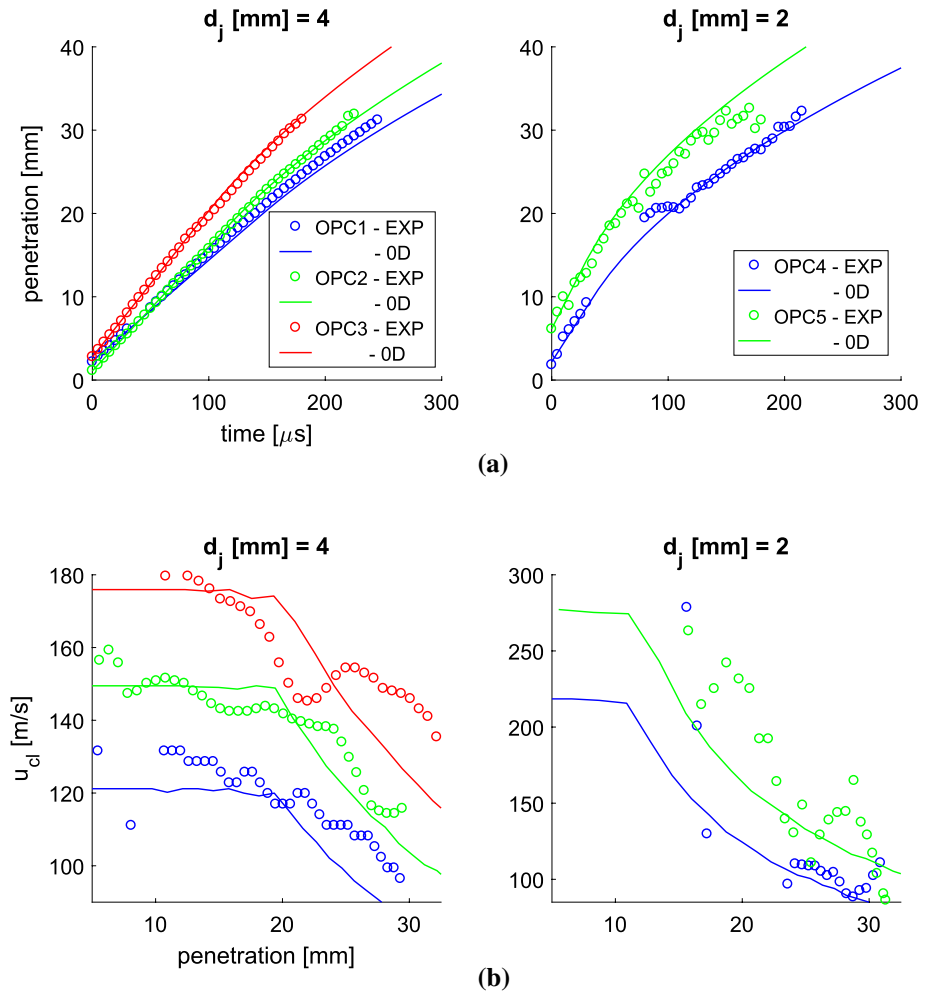 d_j [mm] = 4
d_j [mm] = 2
40
30
20
10
0
penetration [mm]
0 100 200 300
time [μs]
OPC1 - EXP
- 0D
OPC2 - EXP
- 0D
OPC3 - EXP
- 0D
40
30
20
10
0
0 100 200 300
OPC4 - EXP
- 0D
OPC5 - EXP
- 0D
(a)
d_j [mm] = 4
d_j [mm] = 2
180
160
140
120
100
u_cl [m/s]
10 20 30
penetration [mm]
300
250
200
150
100
10 20 30
(b)